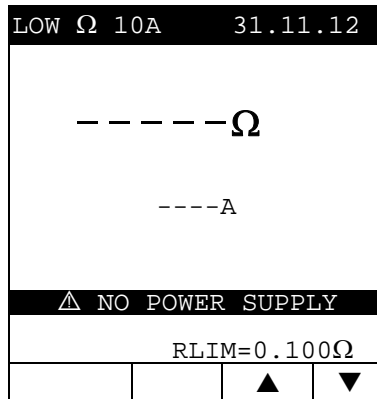 LOW Ω 10A 31.11.12
-----Ω
----A
⚠ NO POWER SUPPLY
RLIM=0.100Ω
▲ ▼